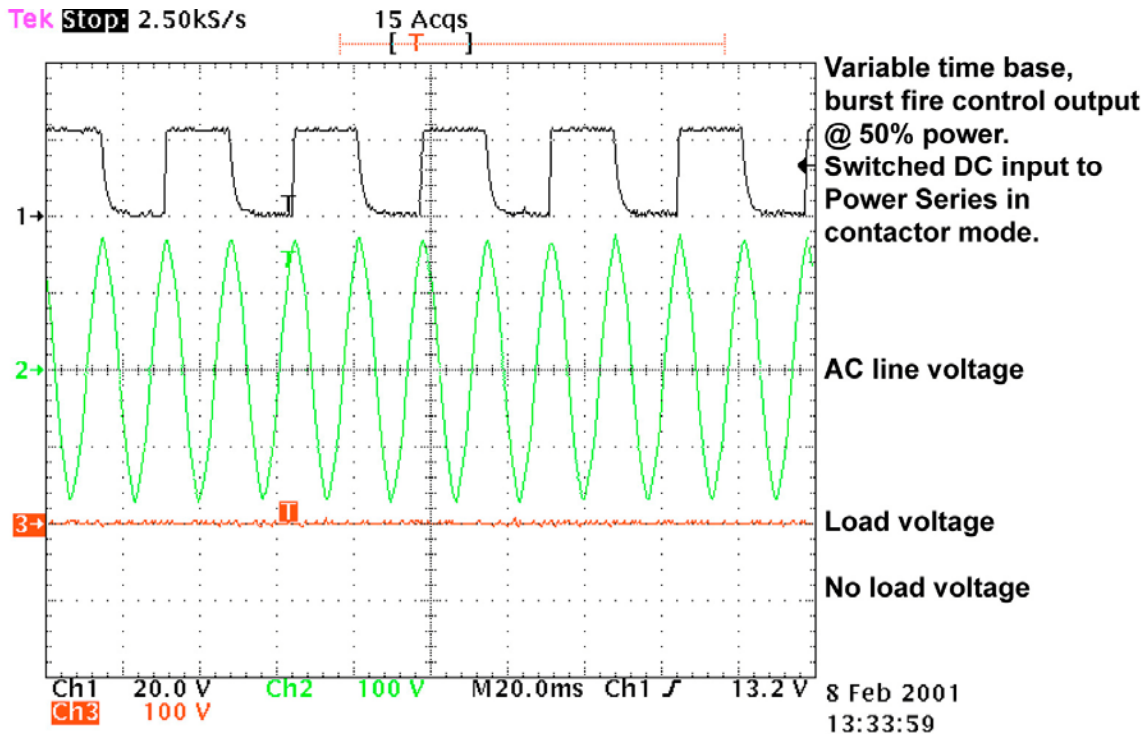 Tek Stop: 2.50kS/s 15 Acqs
[ T ]
Variable time base,
burst fire control output
@ 50% power.
Switched DC input to
Power Series in
contactor mode.
T
1
T
2
AC line voltage
T
3
Load voltage
No load voltage
Ch1 20.0 V Ch2 100 V M20.0ms Ch1 13.2 V
Ch3 100 V
8 Feb 2001
13:33:59